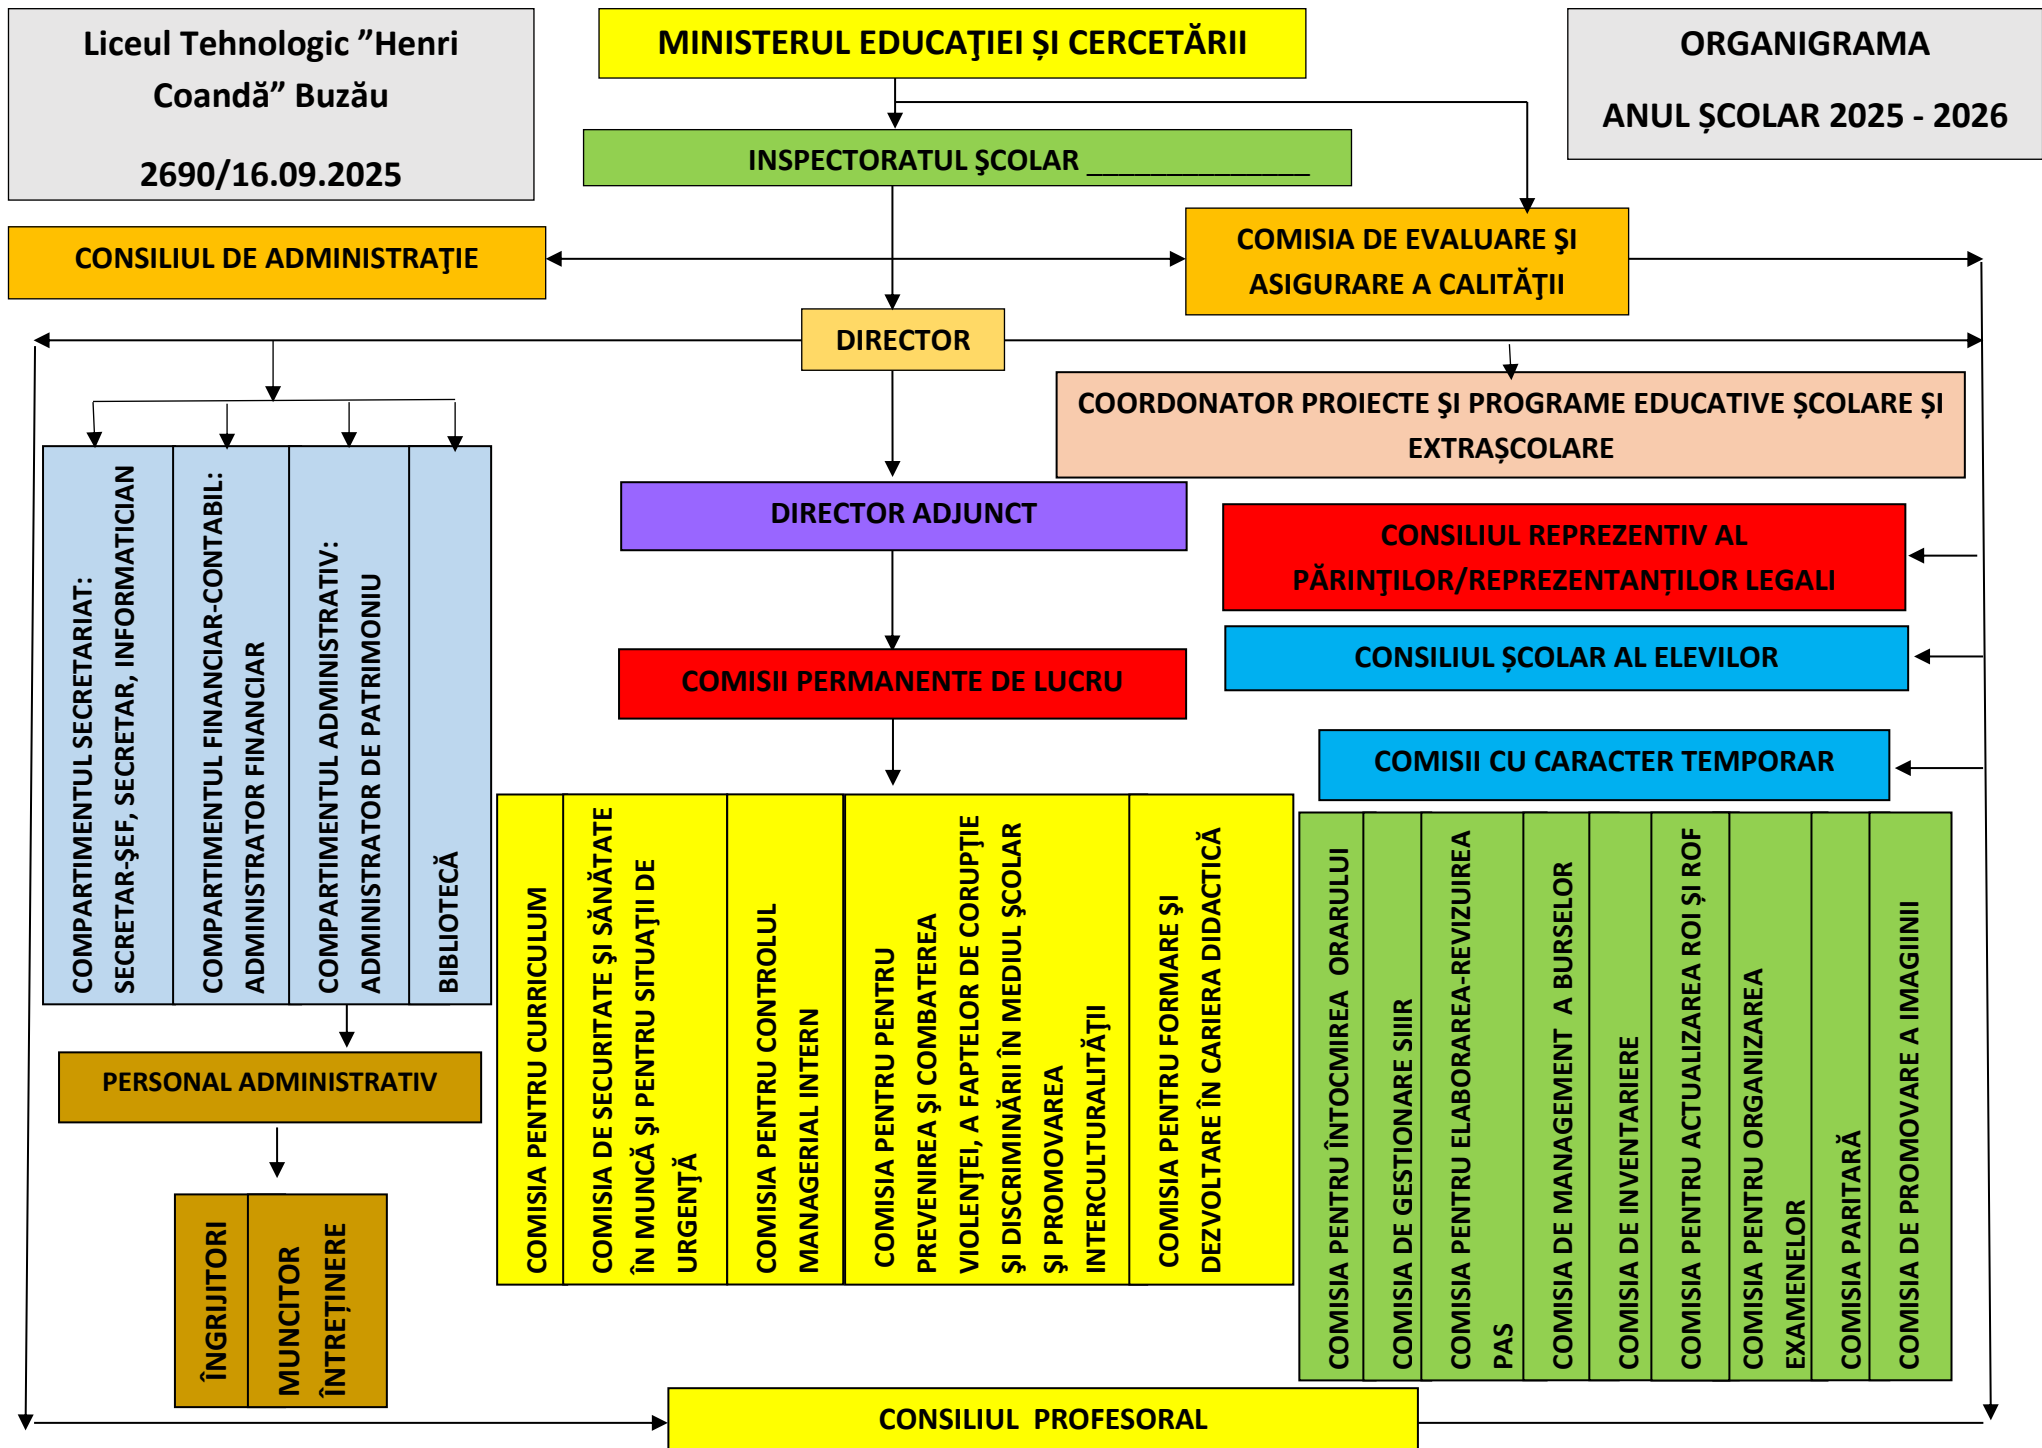 Liceul Tehnologic ”Henri
Coandă” Buzău
2690/16.09.2025
MINISTERUL EDUCAŢIEI ȘI CERCETĂRII
ORGANIGRAMA
ANUL ȘCOLAR 2025 - 2026
INSPECTORATUL ŞCOLAR ______________
CONSILIUL DE ADMINISTRAŢIE
COMISIA DE EVALUARE ŞI
ASIGURARE A CALITĂŢII
DIRECTOR
COORDONATOR PROIECTE ŞI PROGRAME EDUCATIVE ȘCOLARE ȘI
EXTRAȘCOLARE
COMPARTIMENTUL SECRETARIAT:
SECRETAR-ŞEF, SECRETAR, INFORMATICIAN
COMPARTIMENTUL FINANCIAR-CONTABIL:
ADMINISTRATOR FINANCIAR
COMPARTIMENTUL ADMINISTRATIV:
ADMINISTRATOR DE PATRIMONIU
BIBLIOTECĂ
DIRECTOR ADJUNCT
CONSILIUL REPREZENTIV AL
PĂRINŢILOR/REPREZENTANȚILOR LEGALI
CONSILIUL ȘCOLAR AL ELEVILOR
COMISII PERMANENTE DE LUCRU
COMISII CU CARACTER TEMPORAR
PERSONAL ADMINISTRATIV
ÎNGRIJITORI
MUNCITOR
ÎNTREȚINERE
COMISIA PENTRU CURRICULUM
COMISIA DE SECURITATE ŞI SĂNĂTATE
ÎN MUNCĂ ŞI PENTRU SITUAŢII DE
URGENŢĂ
COMISIA PENTRU CONTROLUL
MANAGERIAL INTERN
COMISIA PENTRU PENTRU
PREVENIREA ŞI COMBATEREA
VIOLENŢEI, A FAPTELOR DE CORUPŢIE
ŞI DISCRIMINĂRII ÎN MEDIUL ŞCOLAR
ŞI PROMOVAREA
INTERCULTURALITĂŢII
COMISIA PENTRU FORMARE ŞI
DEZVOLTARE ÎN CARIERA DIDACTICĂ
COMISIA PENTRU ÎNTOCMIREA  ORARULUI
COMISIA DE GESTIONARE SIIIR
COMISIA PENTRU ELABORAREA-REVIZUIREA
PAS
COMISIA DE MANAGEMENT  A BURSELOR
COMISIA DE INVENTARIERE
COMISIA PENTRU ACTUALIZAREA ROI ȘI ROF
COMISIA PENTRU ORGANIZAREA
EXAMENELOR
COMISIA PARITARĂ
COMISIA DE PROMOVARE A IMAGINII
CONSILIUL  PROFESORAL